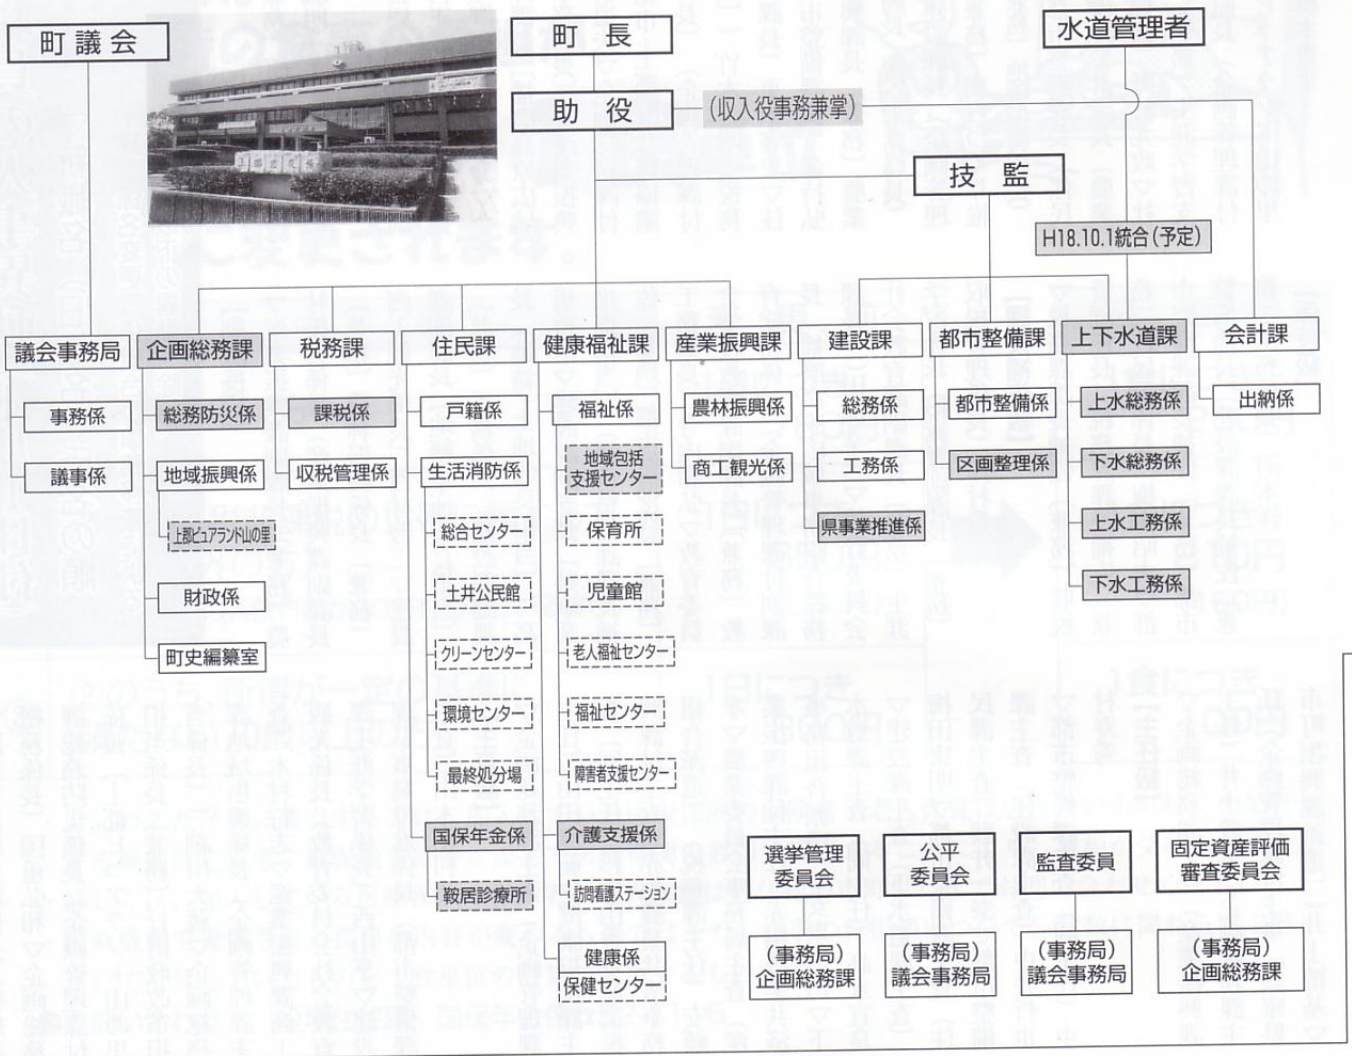 町議会
町長
水道管理者
助役
(収入役事務兼掌)
技監
H18.10.1統合(予定)
議会事務局
企画総務課
税務課
住民課
健康福祉課
産業振興課
建設課
都市整備課
上下水道課
会計課
事務係
議事係
総務防災係
地域振興係
上郡ピュアランド山の里
財政係
町史編纂室
課税係
収税管理係
戸籍係
生活消防係
総合センター
土井公民館
クリーンセンター
環境センター
最終処分場
国保年金係
鞍居診療所
福祉係
地域包括
支援センター
保育所
児童館
老人福祉センター
福祉センター
障害者支援センター
介護支援係
訪問看護ステーション
健康係
保健センター
農林振興係
商工観光係
総務係
工務係
県事業推進係
都市整備係
区画整理係
上水総務係
下水総務係
上水工務係
下水工務係
出納係
選挙管理
委員会
(事務局)
企画総務課
公平
委員会
(事務局)
議会事務局
監査委員
(事務局)
議会事務局
固定資産評価
審査委員会
(事務局)
企画総務課